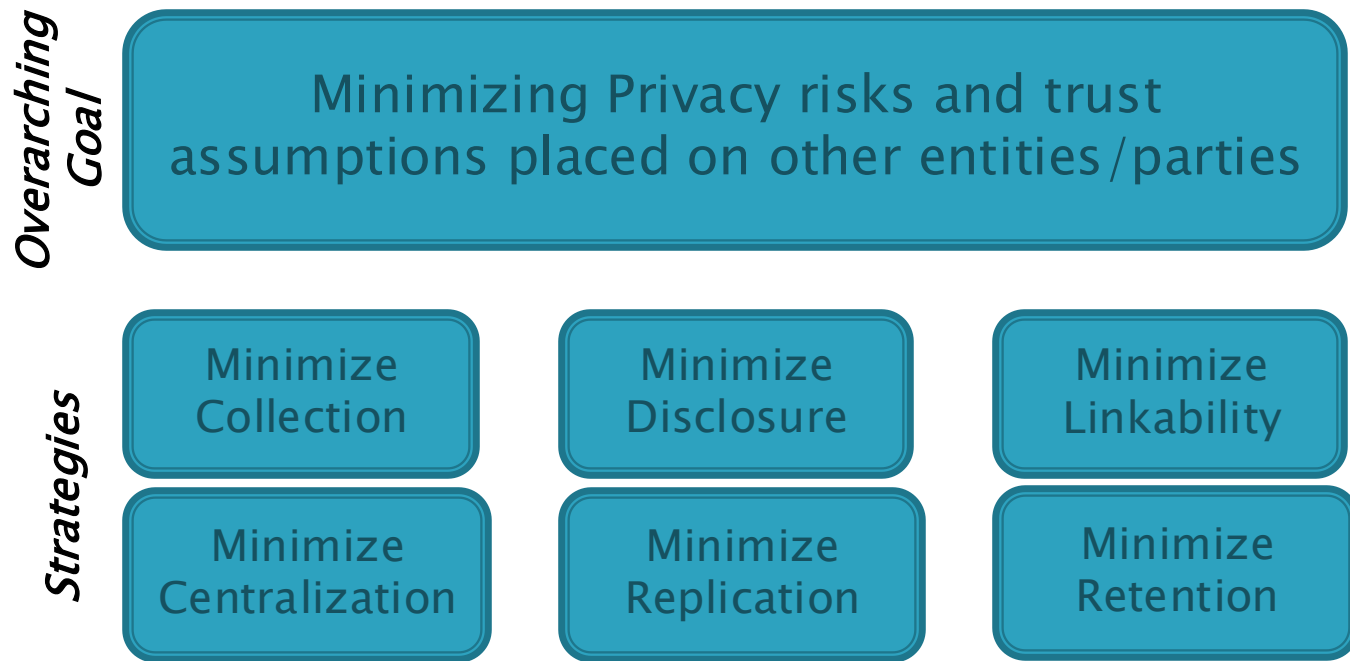 Overarching
Goal
Minimizing Privacy risks and trust
assumptions placed on other entities/parties
Strategies
Minimize
Collection
Minimize
Disclosure
Minimize
Linkability
Minimize
Centralization
Minimize
Replication
Minimize
Retention